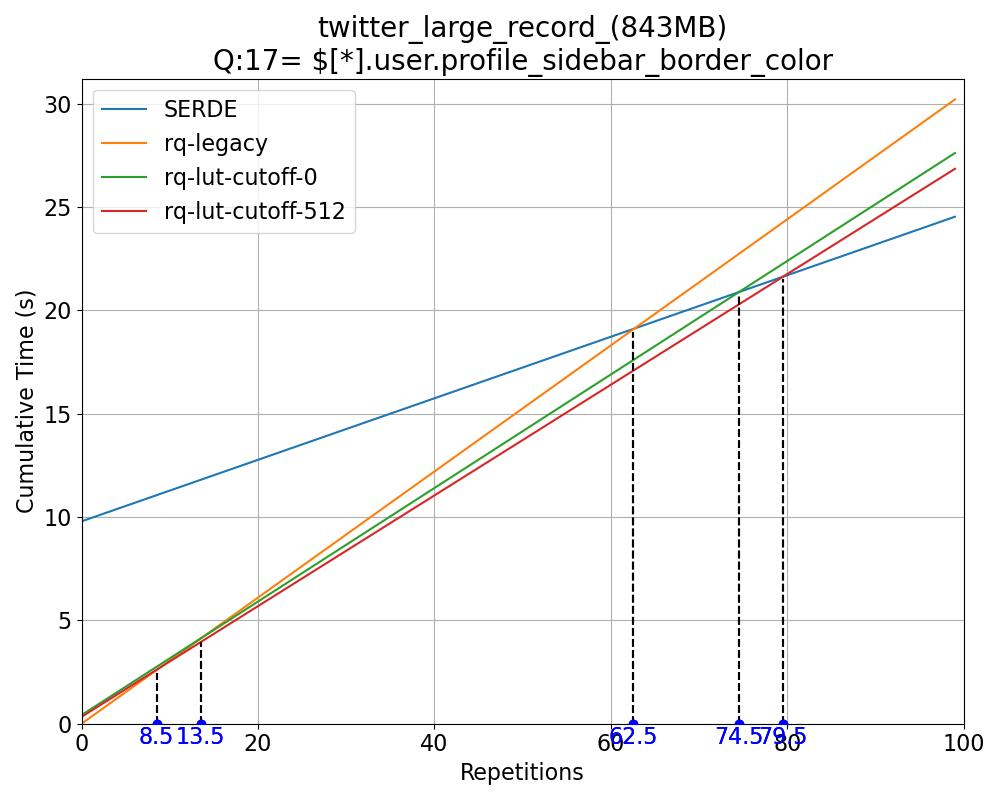 twitter_large_record_(843MB)
Q:17= $[*].user.profile_sidebar_border_color
SERDE
rq-legacy
rq-lut-cutoff-0
rq-lut-cutoff-512
Cumulative Time (s)
30
25
20
15
10
5
0
0 20 40 60 80 100
8.5 13.5 62.5 74.5 79.5
Repetitions